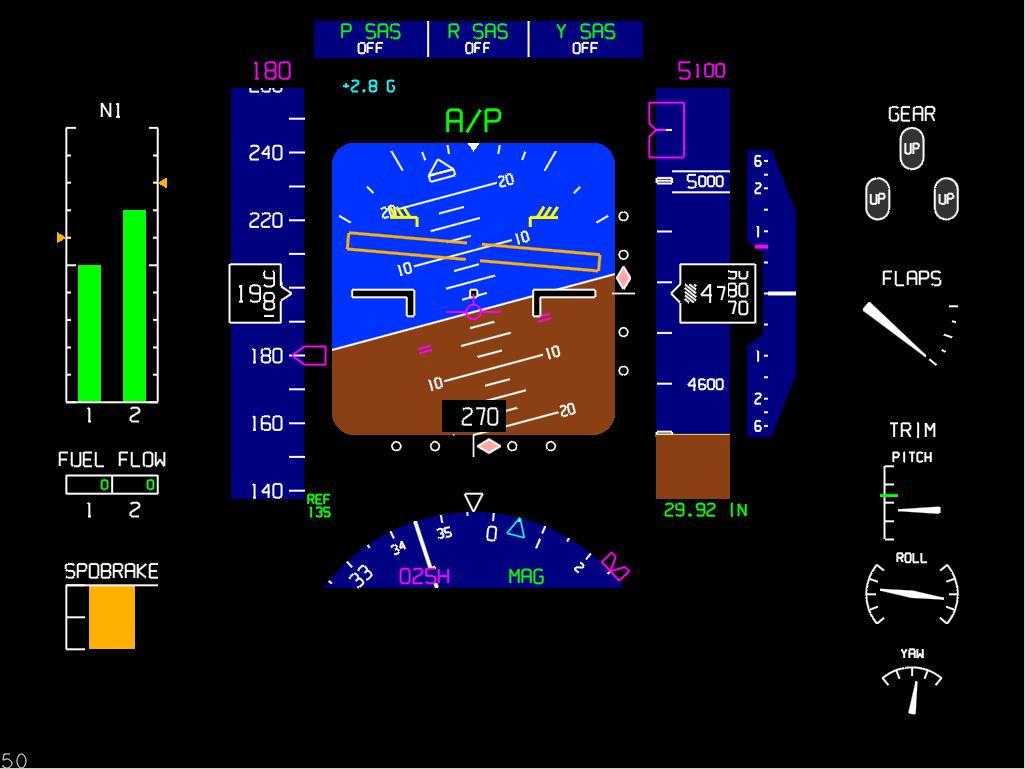 P SAS R SAS Y SAS
OFF OFF OFF
180
5100
+2.8 G
N1
A/P
GEAR
UP
UP UP
240
220
180
160
140
20
20
10
10
10
10
20
270
5000
4600
6
2
1
1
2
6
FLAPS
1 2
FUEL FLOW
0 0
1 2
REF
135
29.92 IN
TRIM
PITCH
ROLL
YAW
33 34 35 0 2
025H MAG
SPDBRAKE
50